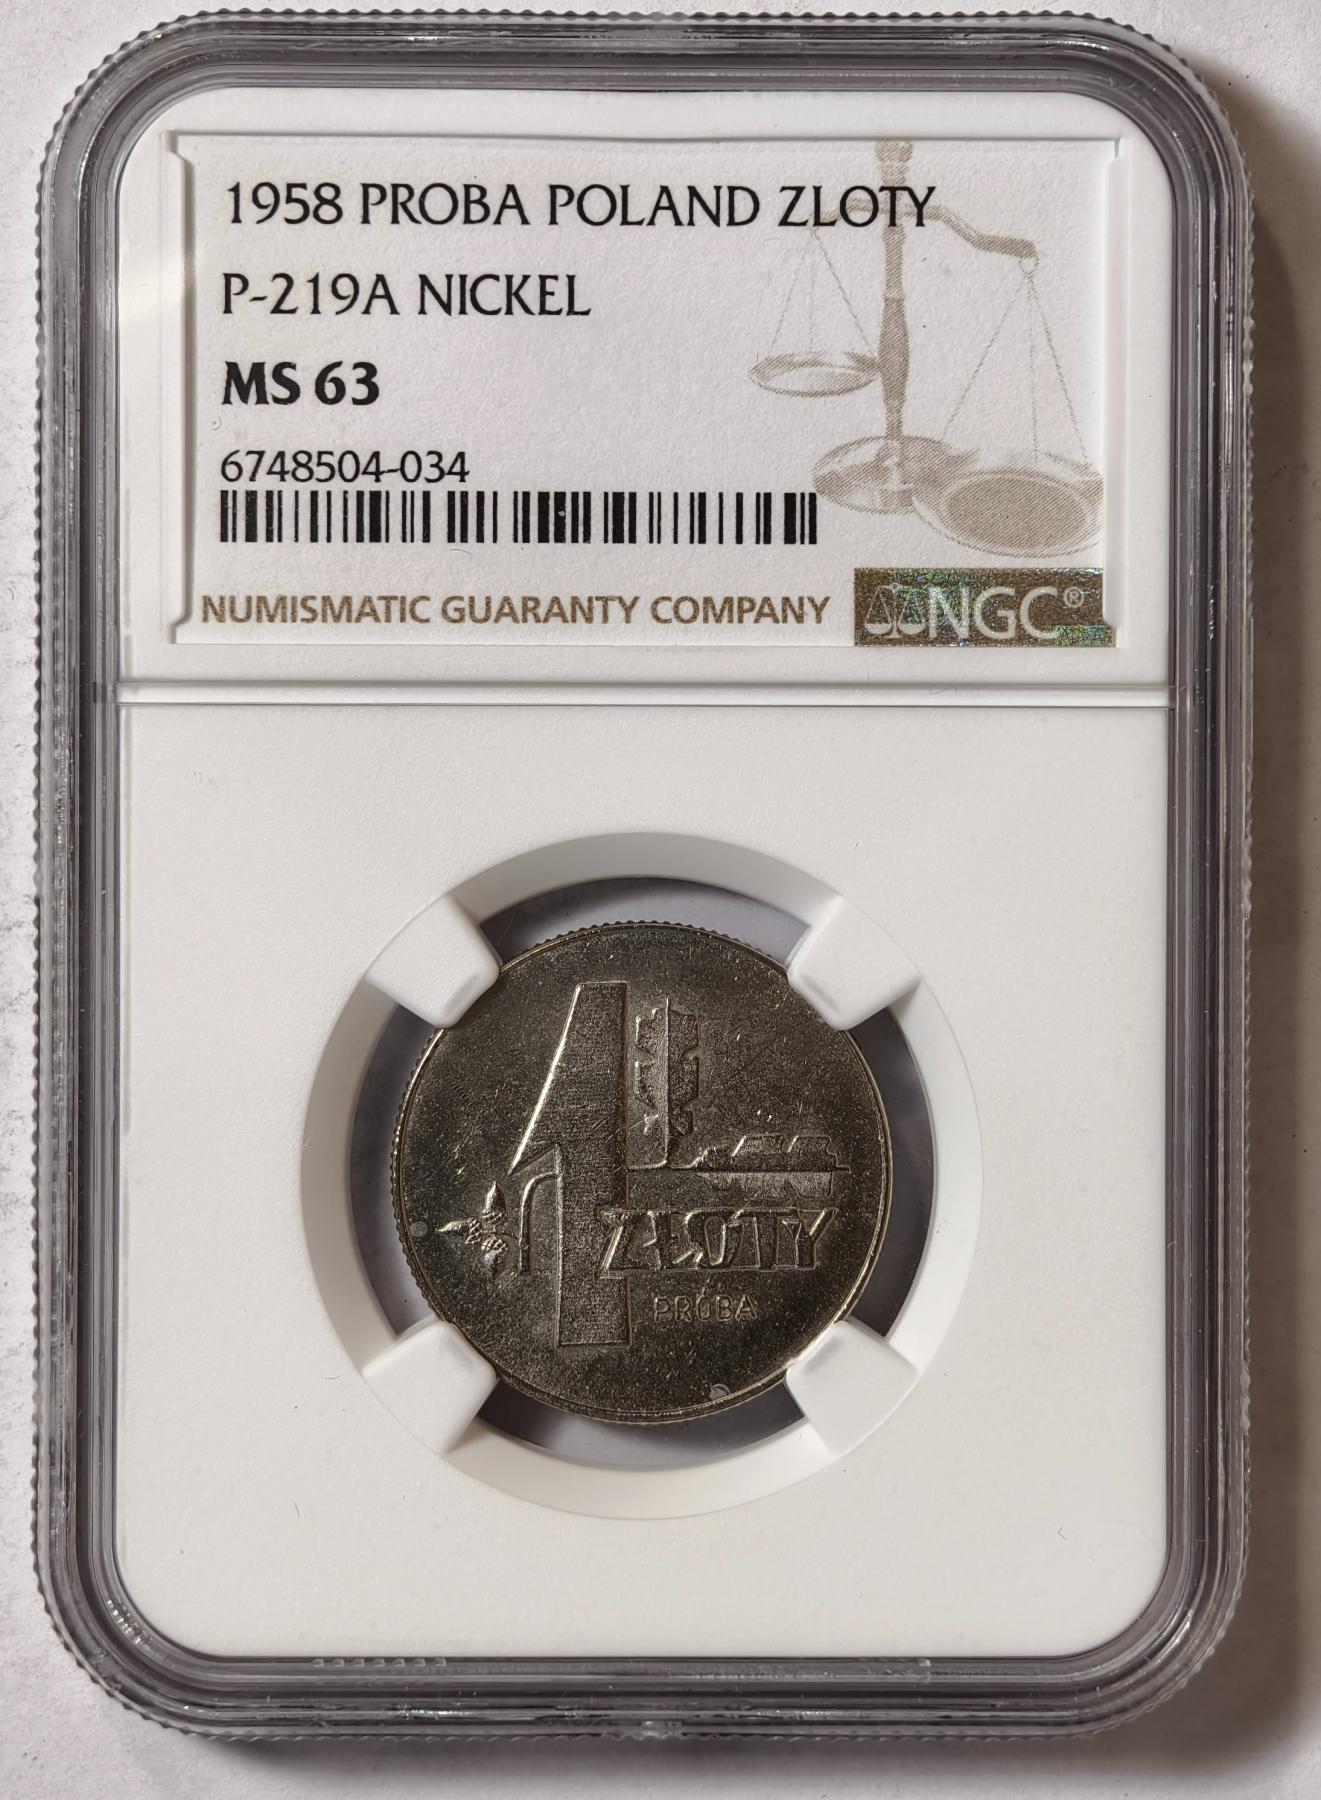 1958 PROBA POLAND ZLOTY
P-219A NICKEL
MS 63
6748504-034
NUMISMATIC GUARANTY COMPANY
NGC®
1
ZŁOTY
PRÓBA